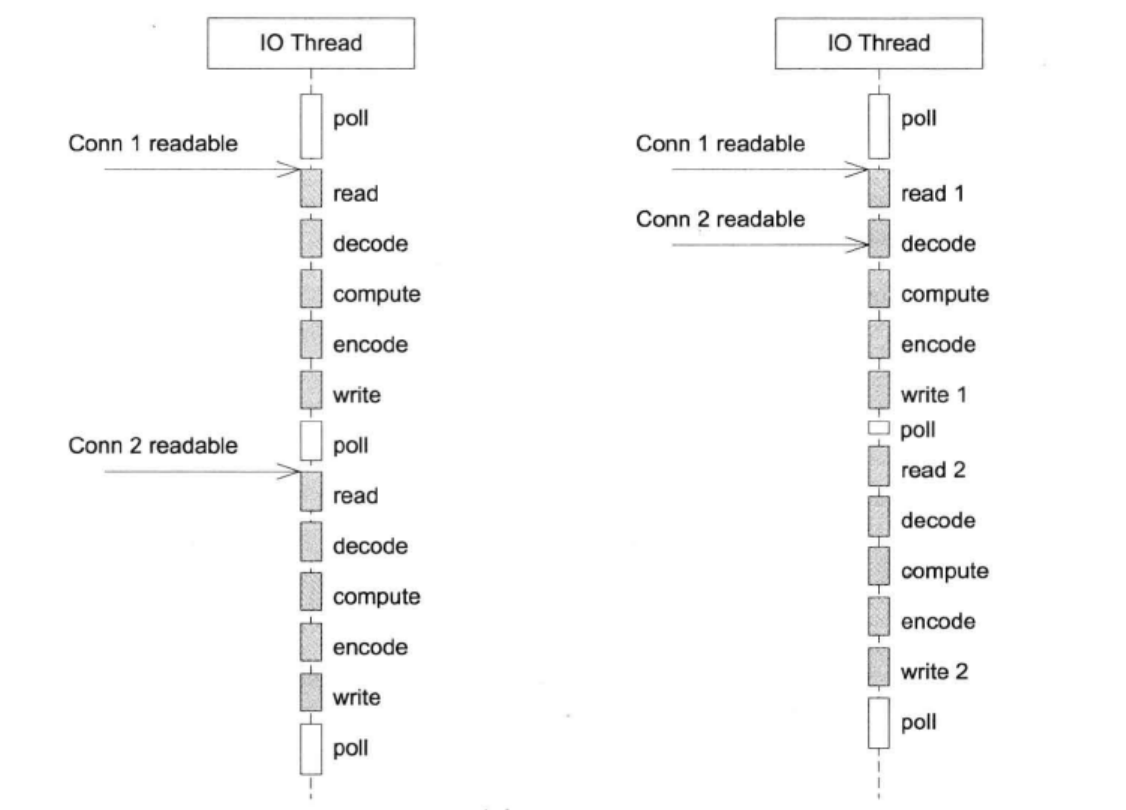 IO Thread
poll
Conn 1 readable
read
decode
compute
encode
write
Conn 2 readable
poll
read
decode
compute
encode
write
poll
IO Thread
poll
Conn 1 readable
read 1
Conn 2 readable
decode
compute
encode
write 1
poll
read 2
decode
compute
encode
write 2
poll